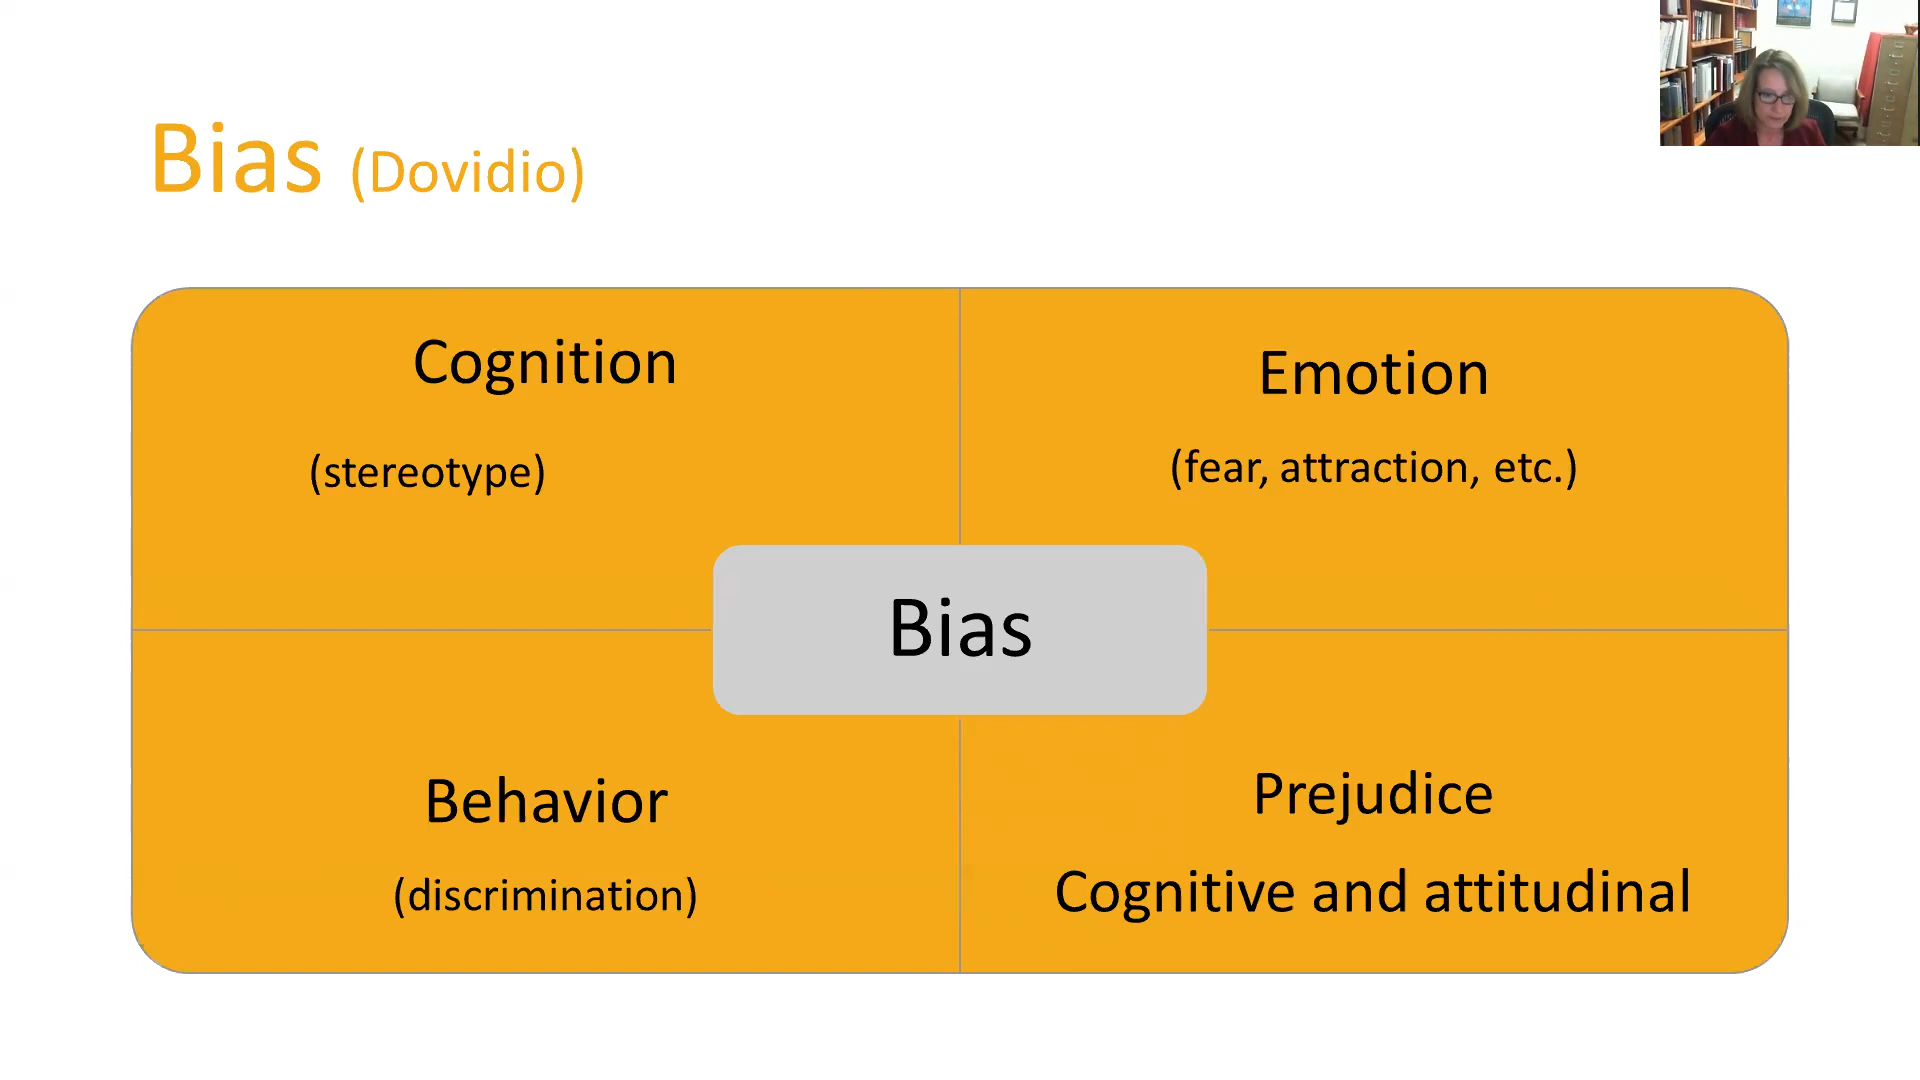 Bias (Dovidio)
Cognition
(stereotype)
Emotion
(fear, attraction, etc.)
Bias
Behavior
(discrimination)
Prejudice
Cognitive and attitudinal